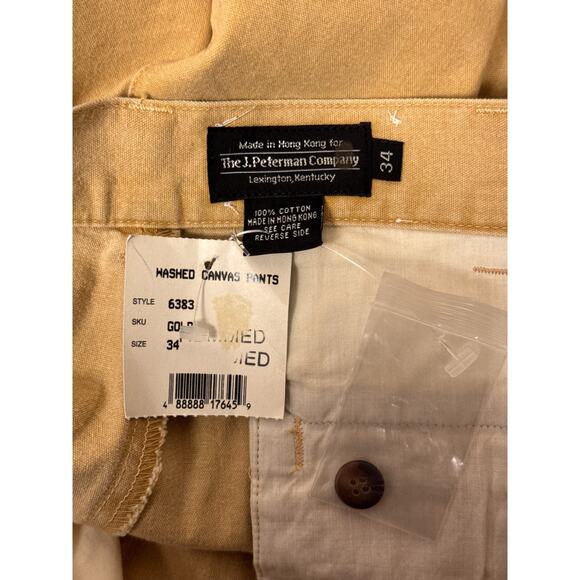 Made in Hong Kong for
The J. Peterman Company
Lexington, Kentucky
34
100% COTTON
MADE IN HONG KONG
SEE CARE
REVERSE SIDE
WASHED CANVAS PANTS
STYLE 6383
SKU GOLD
SIZE 34
4 88888 17645 9